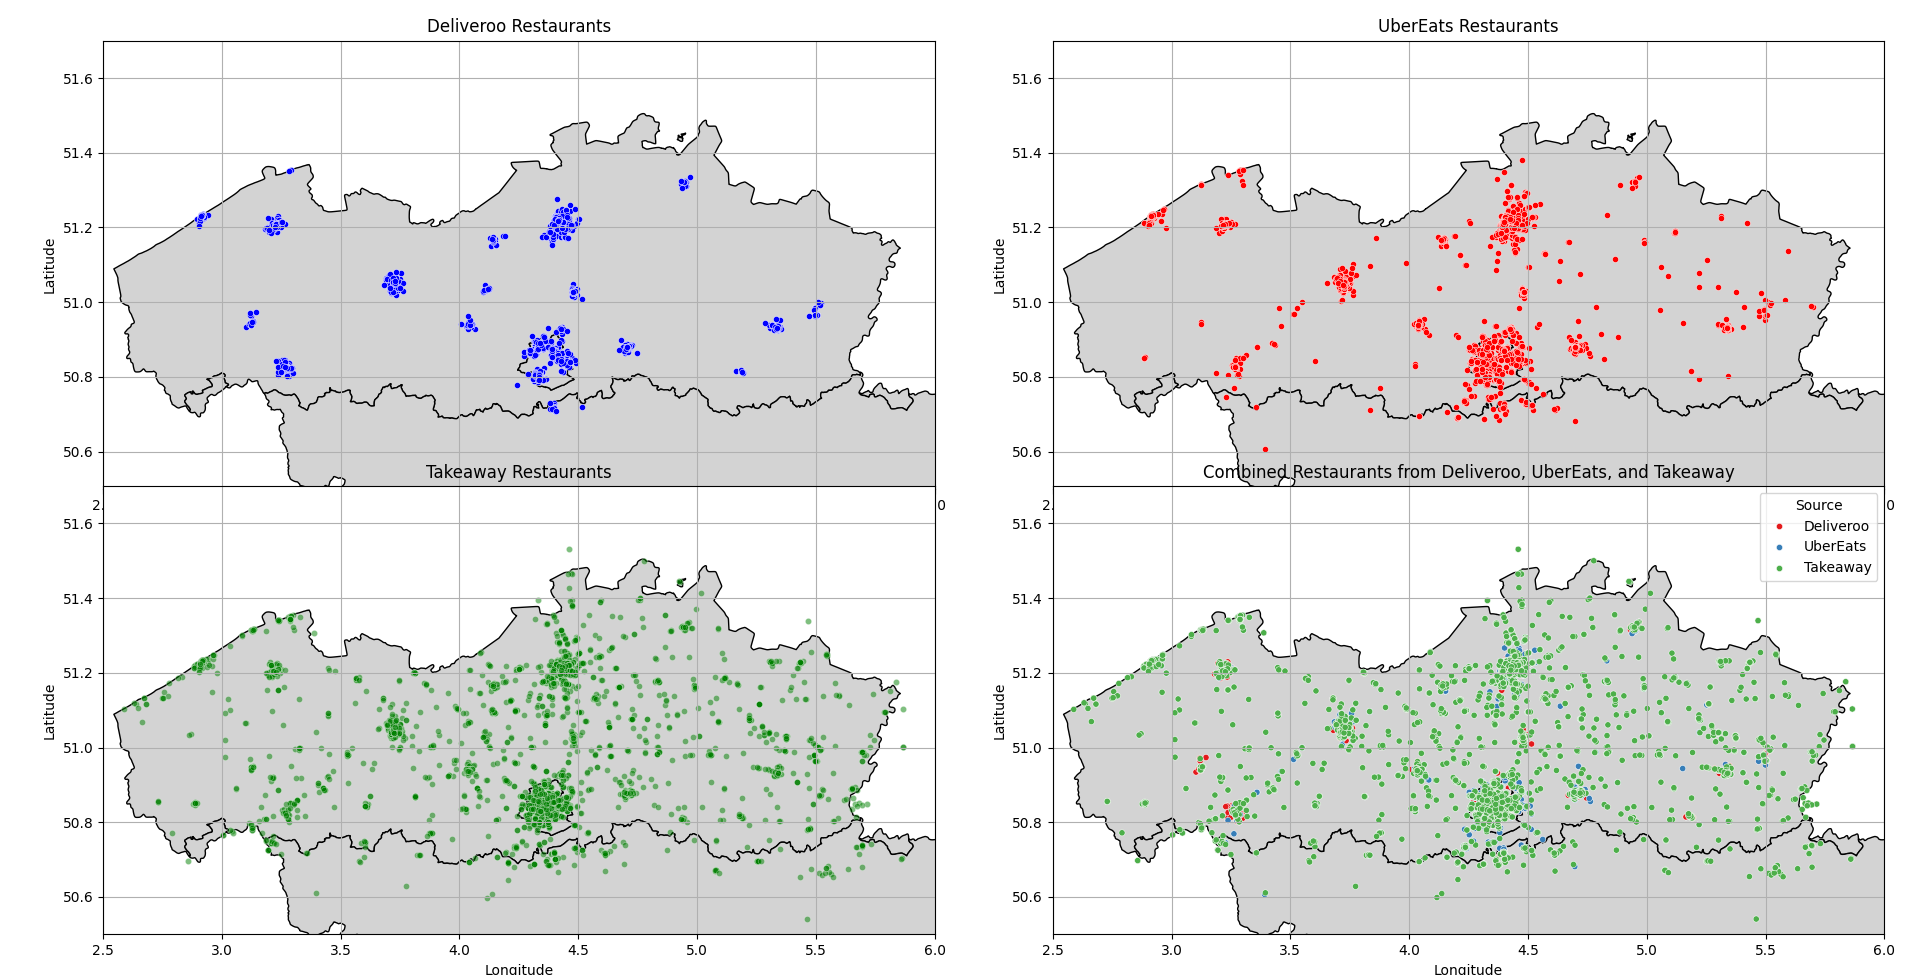 Deliveroo Restaurants
51.6
51.4
51.2
51.0
50.8
50.6
Latitude
2.
0
UberEats Restaurants
51.6
51.4
51.2
51.0
50.8
50.6
Latitude
2.
0
Takeaway Restaurants
51.6
51.4
51.2
51.0
50.8
50.6
Latitude
2.5 3.0 3.5 4.0 4.5 5.0 5.5 6.0
Longitude
Combined Restaurants from Deliveroo, UberEats, and Takeaway
Source
Deliveroo
UberEats
Takeaway
51.6
51.4
51.2
51.0
50.8
50.6
Latitude
2.5 3.0 3.5 4.0 4.5 5.0 5.5 6.0
Longitude